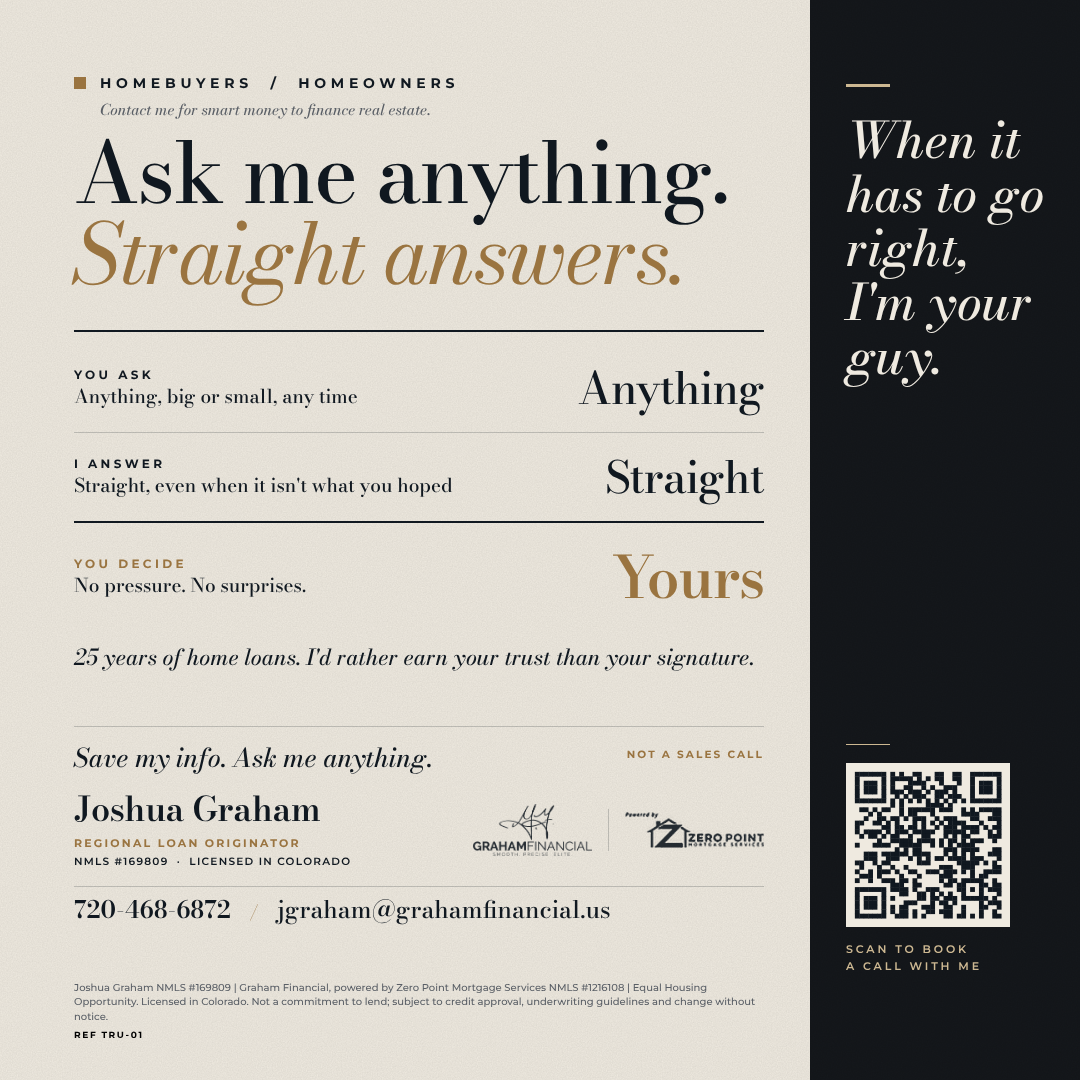 HOMEBUYERS / HOMEOWNERS
Contact me for smart money to finance real estate.
Ask me anything.
Straight answers.
YOU ASK
Anything, big or small, any time
Anything
I ANSWER
Straight, even when it isn't what you hoped
Straight
YOU DECIDE
No pressure. No surprises.
Yours
25 years of home loans. I'd rather earn your trust than your signature.
Save my info. Ask me anything.
NOT A SALES CALL
Joshua Graham
REGIONAL LOAN ORIGINATOR
NMLS #169809 · LICENSED IN COLORADO
GRAHAMFINANCIAL
SMOOTH. PRECISE. ELITE.
Powered by
ZERO POINT
MORTGAGE SERVICES
720-468-6872 / jgraham@grahamfinancial.us
Joshua Graham NMLS #169809 | Graham Financial, powered by Zero Point Mortgage Services NMLS #1216108 | Equal Housing
Opportunity. Licensed in Colorado. Not a commitment to lend; subject to credit approval, underwriting guidelines and change without
notice.
REF TRU-01
When it
has to go
right,
I'm your
guy.
SCAN TO BOOK
A CALL WITH ME